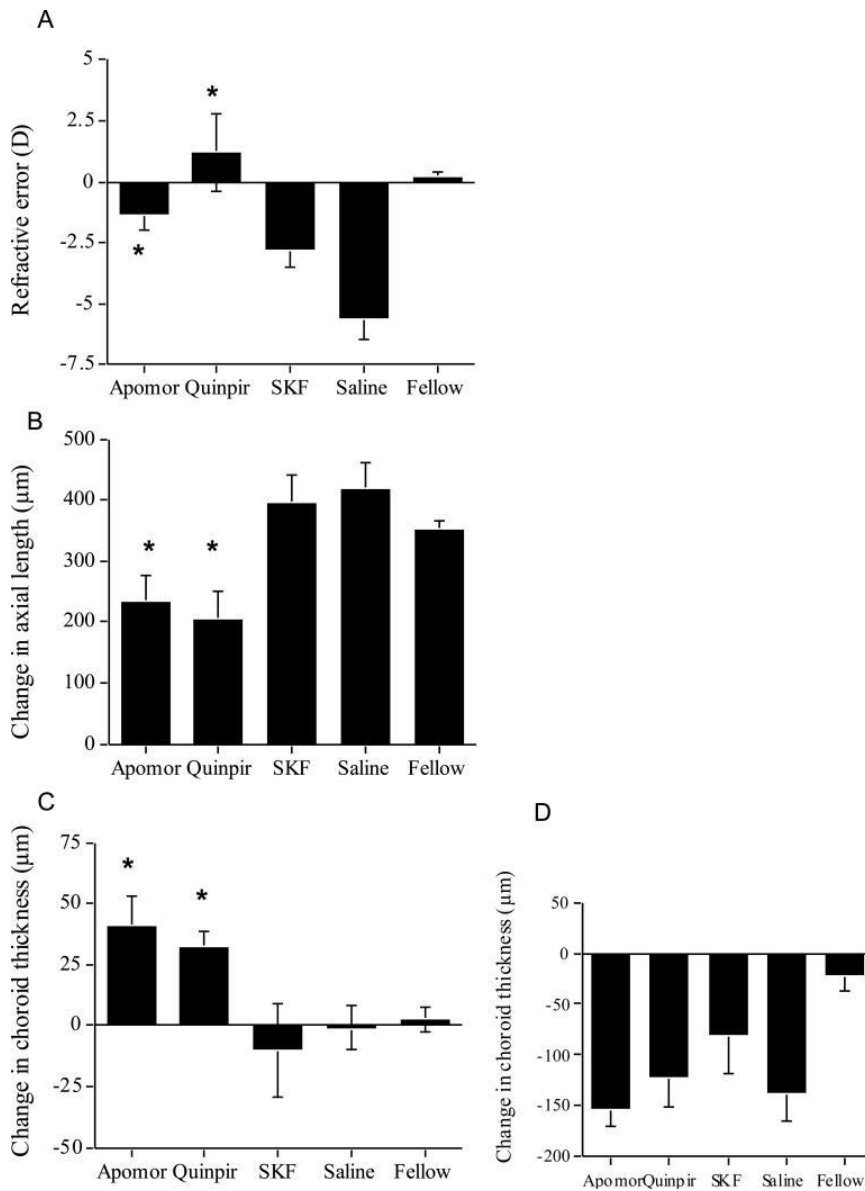 A
Refractive error (D)
5
2.5
0
-2.5
-5
-7.5
*
*
Apomor Quinpir SKF Saline Fellow
B
Change in axial length (µm)
500
400
300
200
100
0
* *
Apomor Quinpir SKF Saline Fellow
C
Change in choroid thickness (µm)
75
50
25
0
-25
-50
*
*
Apomor Quinpir SKF Saline Fellow
D
Change in choroid thickness (µm)
50
0
-50
-100
-150
-200
Apomor Quinpir SKF Saline Fellow